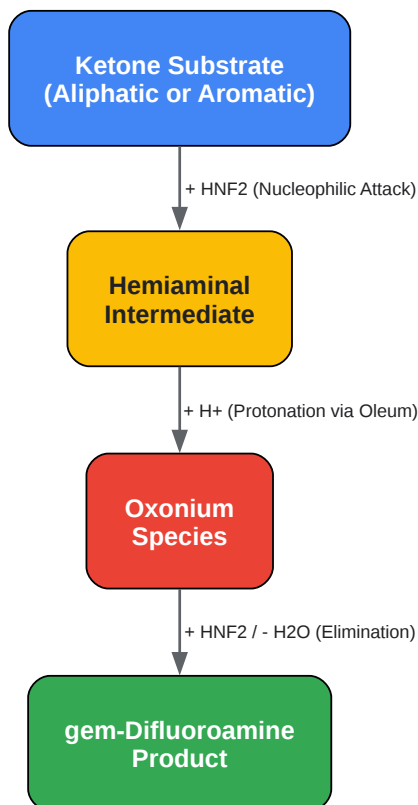 Ketone Substrate
(Aliphatic or Aromatic)
+ HNF2 (Nucleophilic Attack)
Hemiaminal
Intermediate
+ H+ (Protonation via Oleum)
Oxonium
Species
+ HNF2 / - H2O (Elimination)
gem-Difluoroamine
Product